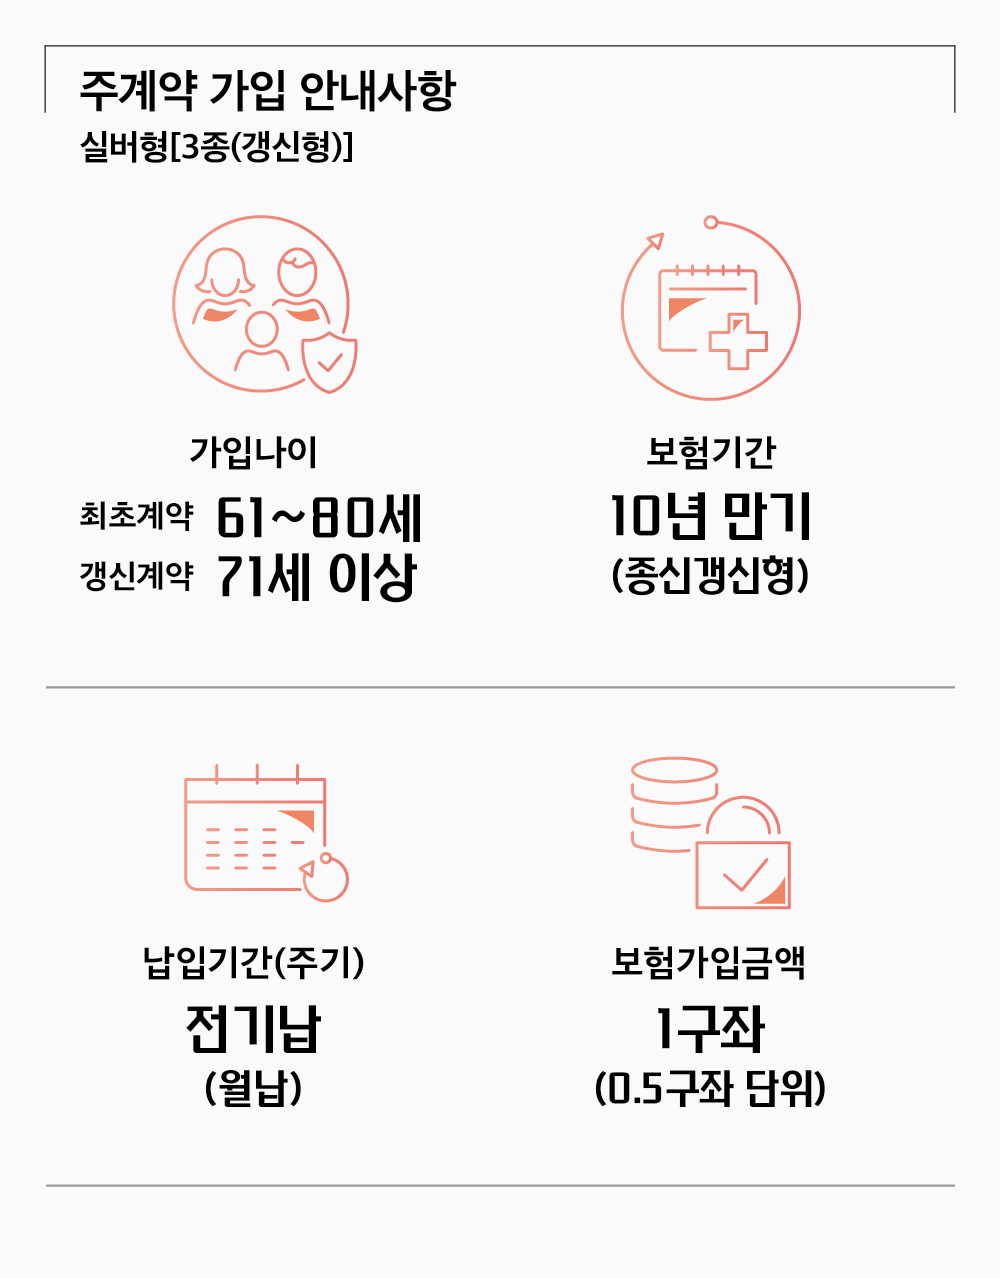 주계약 가입 안내사항
실버형[3종(갱신형)]
가입나이
최초계약 61~80세
갱신계약 71세 이상
보험기간
10년 만기
(종신갱신형)
납입기간(주기)
전기납
(월납)
보험가입금액
1구좌
(0.5구좌 단위)